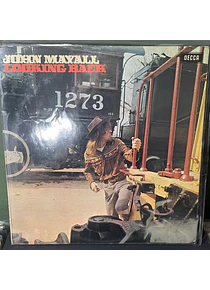 JOHN MAYALL
DECCA
LOOKING BACK
1273